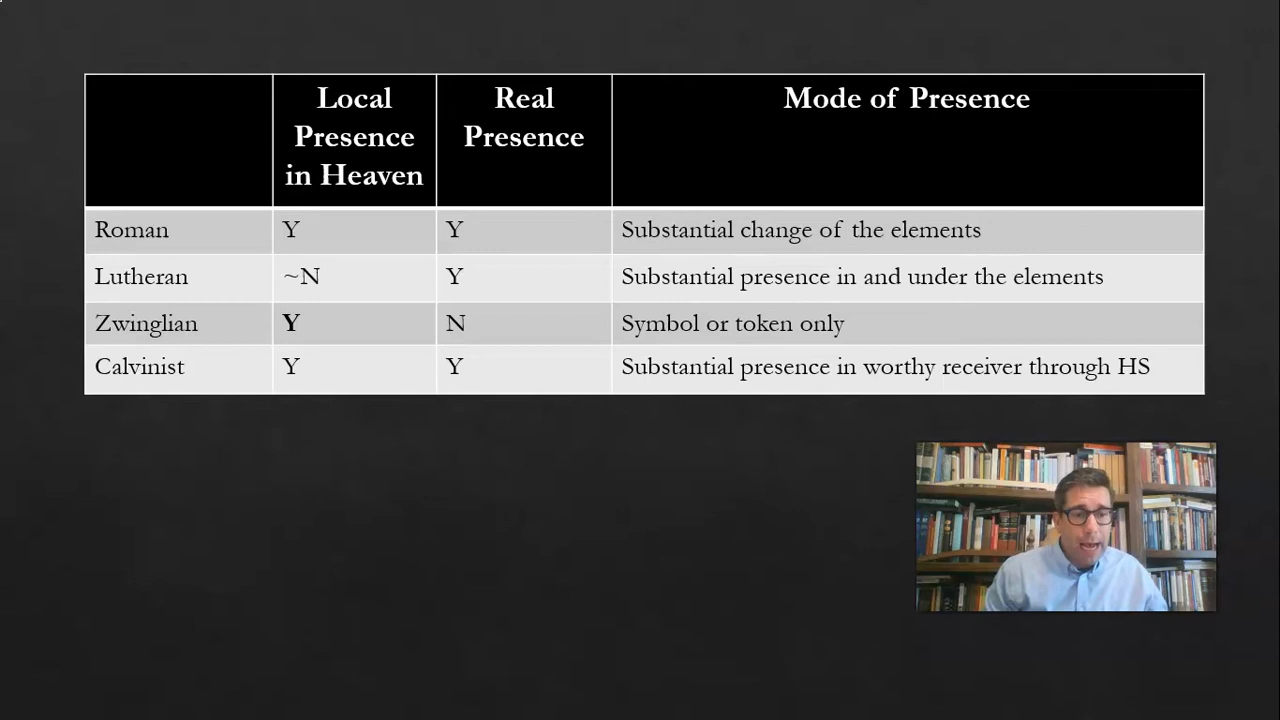 Local Presence in Heaven
Real Presence
Mode of Presence
Roman Y Y Substantial change of the elements
Lutheran ~N Y Substantial presence in and under the elements
Zwinglian Y N Symbol or token only
Calvinist Y Y Substantial presence in worthy receiver through HS